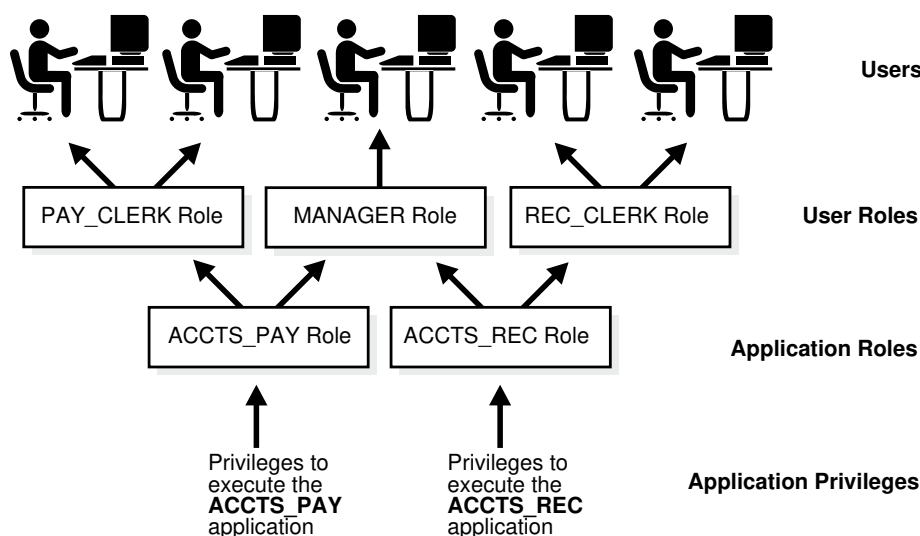 Users
PAY_CLERK Role
MANAGER Role
REC_CLERK Role
User Roles
ACCTS_PAY Role
ACCTS_REC Role
Application Roles
Privileges to
execute the
ACCTS_PAY
application
Privileges to
execute the
ACCTS_REC
application
Application Privileges